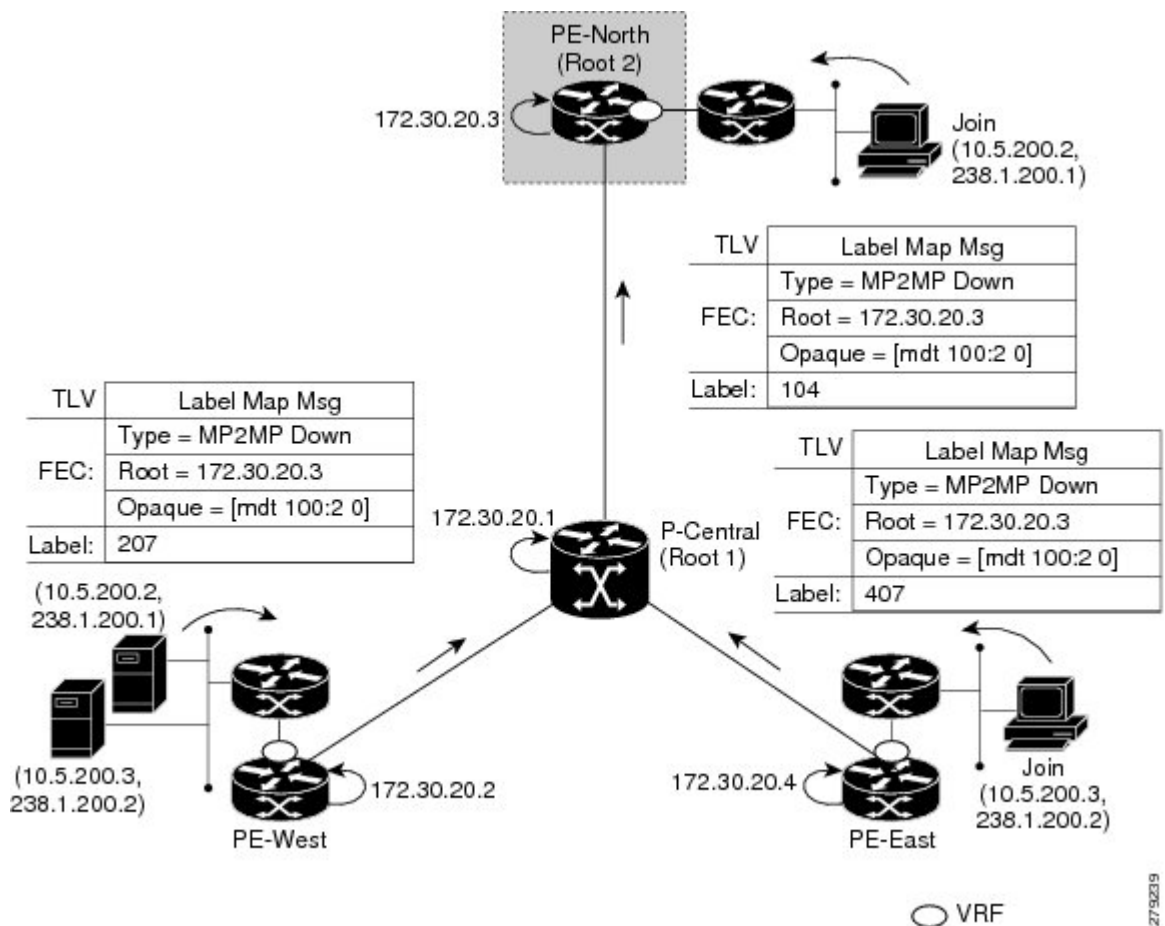 PE-North
(Root 2)
172.30.20.3
Join
(10.5.200.2,
238.1.200.1)
TLV
Label Map Msg
Type = MP2MP Down
FEC:
Root = 172.30.20.3
Opaque = [mdt 100:2 0]
Label:
104
TLV
Label Map Msg
Type = MP2MP Down
FEC:
Root = 172.30.20.3
Opaque = [mdt 100:2 0]
Label:
207
TLV
Label Map Msg
Type = MP2MP Down
FEC:
Root = 172.30.20.3
Opaque = [mdt 100:2 0]
Label:
407
172.30.20.1
P-Central
(Root 1)
(10.5.200.2,
238.1.200.1)
(10.5.200.3,
238.1.200.2)
172.30.20.2
PE-West
172.30.20.4
PE-East
Join
(10.5.200.3,
238.1.200.2)
VRF
279239